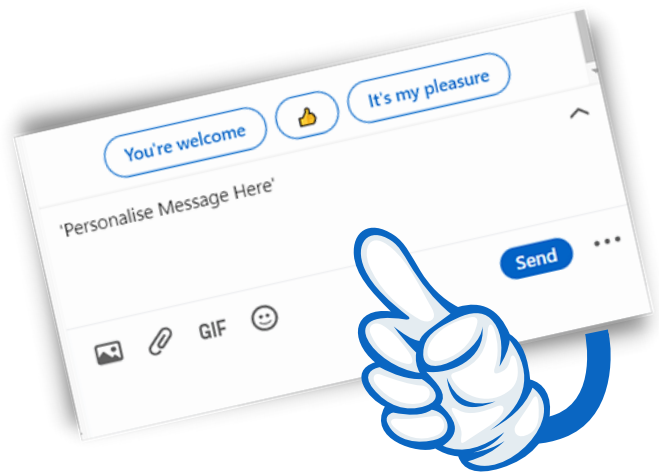 You're welcome
👍
It's my pleasure
'Personalise Message Here'
Send
GIF